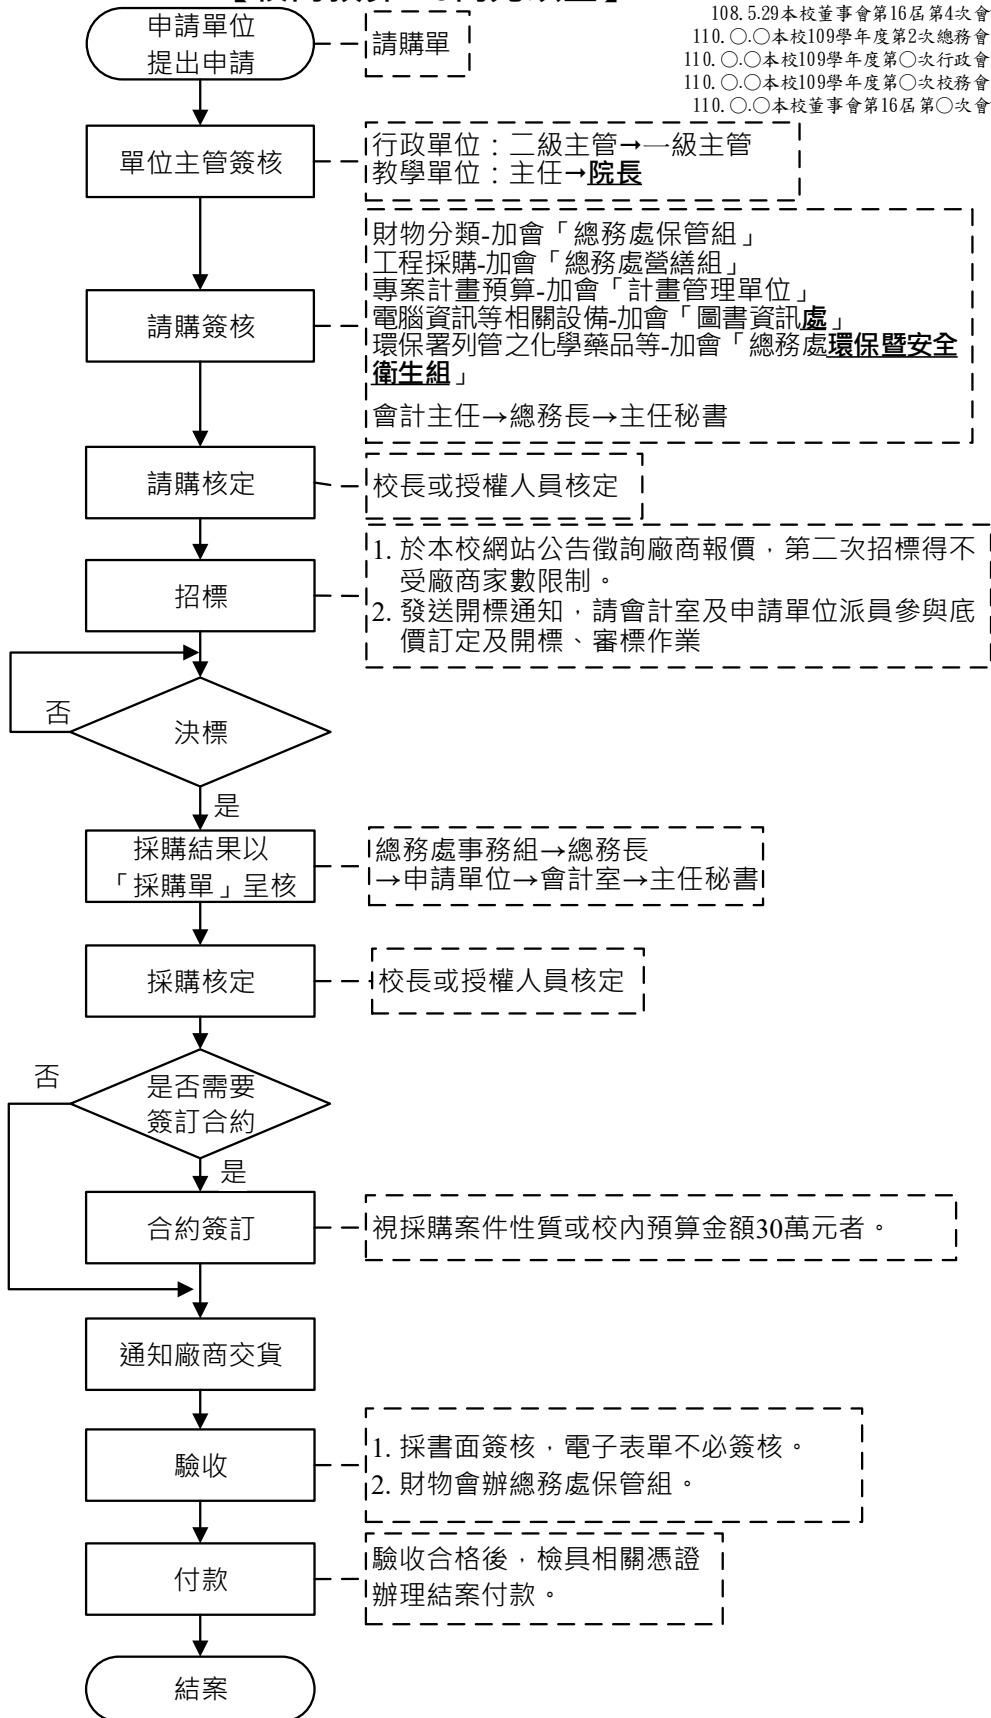 108.5.29本校董事會第16屆第4次會
110.○.○本校109學年度第2次總務會
110.○.○本校109學年度第○次行政會
110.○.○本校109學年度第○次校務會
110.○.○本校董事會第16屆第○次會
申請單位
提出申請
請購單
單位主管簽核
行政單位：二級主管→一級主管
教學單位：主任→院長
請購簽核
財物分類-加會「總務處保管組」
工程採購-加會「總務處營繕組」
專案計畫預算-加會「計畫管理單位」
電腦資訊等相關設備-加會「圖書資訊處」
環保署列管之化學藥品等-加會「總務處環保暨安全
衛生組」
會計主任→總務長→主任秘書
請購核定
校長或授權人員核定
招標
1. 於本校網站公告徵詢廠商報價，第二次招標得不
受廠商家數限制。
2. 發送開標通知，請會計室及申請單位派員參與底
價訂定及開標、審標作業
否
決標
是
採購結果以
「採購單」呈核
總務處事務組→總務長
→申請單位→會計室→主任秘書
採購核定
校長或授權人員核定
否
是否需要
簽訂合約
是
合約簽訂
視採購案件性質或校內預算金額30萬元者。
通知廠商交貨
驗收
1. 採書面簽核，電子表單不必簽核。
2. 財物會辦總務處保管組。
付款
驗收合格後，檢具相關憑證
辦理結案付款。
結案